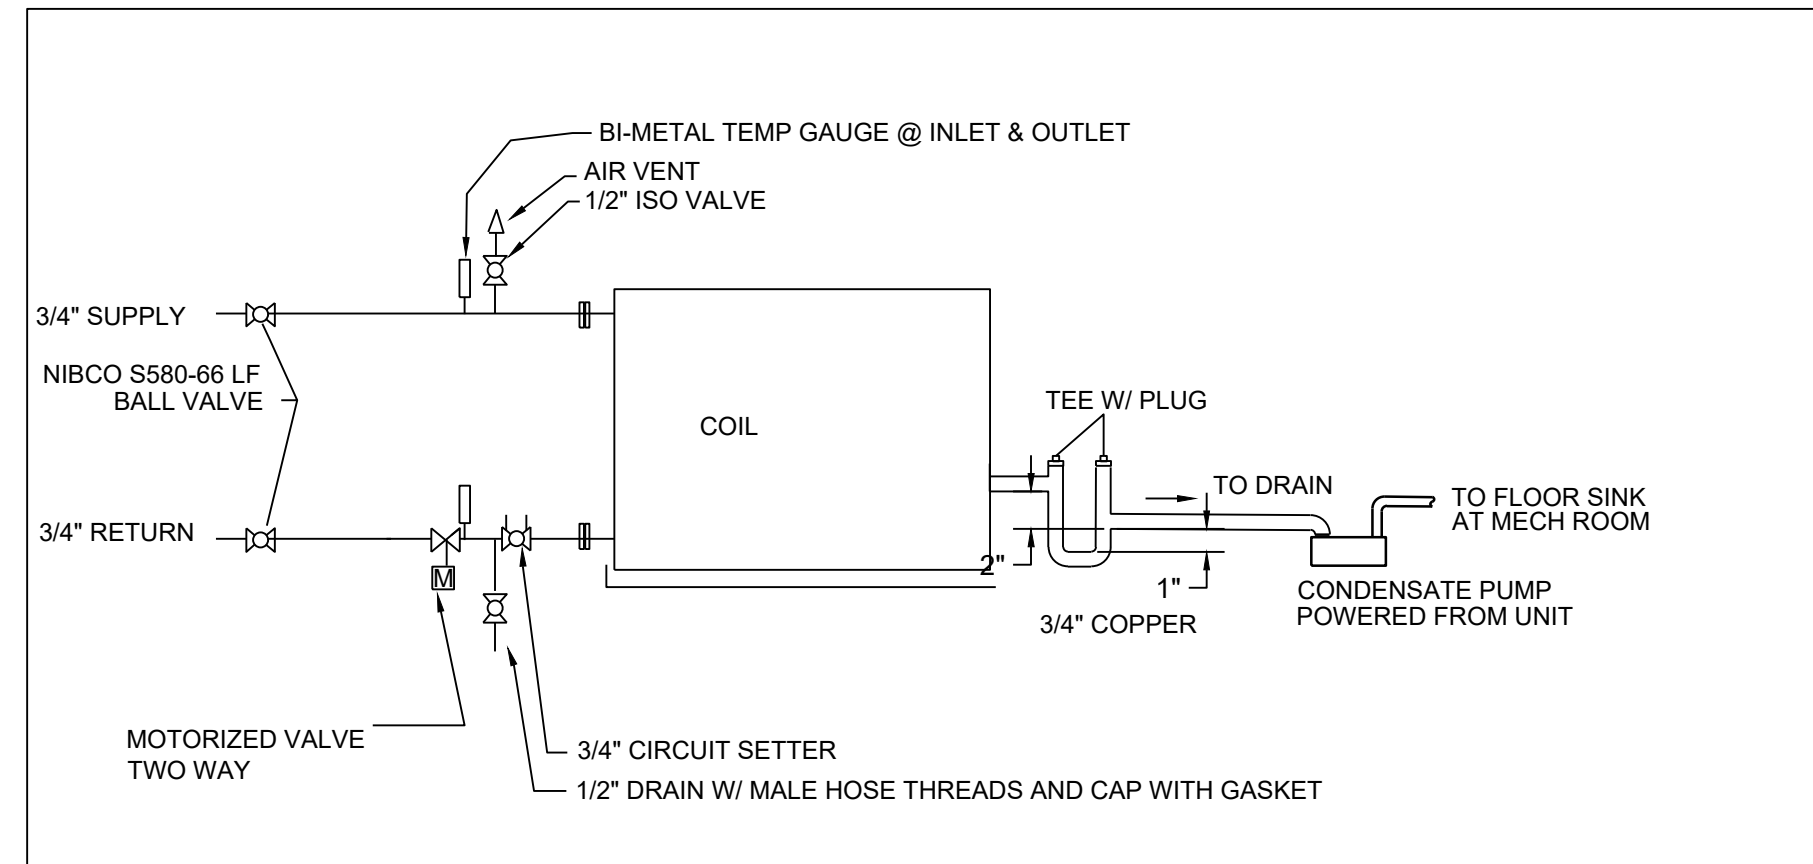 BI-METAL TEMP GAUGE @ INLET & OUTLET
AIR VENT
1/2" ISO VALVE
3/4" SUPPLY
NIBCO S580-66 LF
BALL VALVE
COIL
TEE W/ PLUG
3/4" RETURN
M
TO DRAIN
TO FLOOR SINK
AT MECH ROOM
2"
1"
3/4" COPPER
CONDENSATE PUMP
POWERED FROM UNIT
MOTORIZED VALVE
TWO WAY
3/4" CIRCUIT SETTER
1/2" DRAIN W/ MALE HOSE THREADS AND CAP WITH GASKET